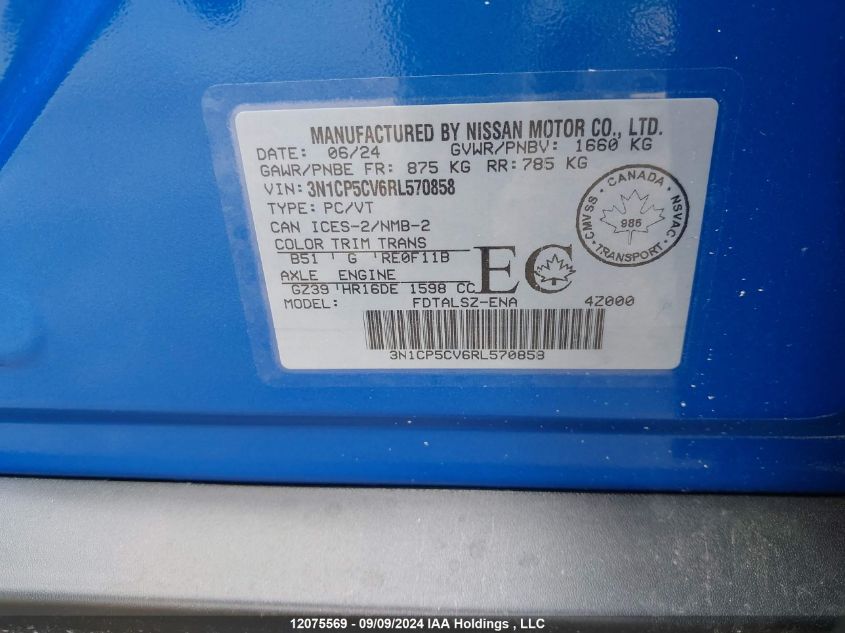 MANUFACTURED BY NISSAN MOTOR CO., LTD.
DATE: 06/24 GVWR/PNBV: 1660 KG
GAWR/PNBE FR: 875 KG RR: 785 KG
VIN: 3N1CP5CV6RL570858
TYPE: PC/VT
CAN ICES-2/NMB-2
COLOR TRIM TRANS
B51 ' G 'RE0F11B
AXLE ENGINE
GZ39 'HR16DE 1598 CC
EC
MODEL: FDTALSZ-ENA 4Z000
3N1CP5CV6RL570858
CANADA
CMVSS · NSVAC
986
TRANSPORT
12075569 - 09/09/2024 IAA Holdings , LLC